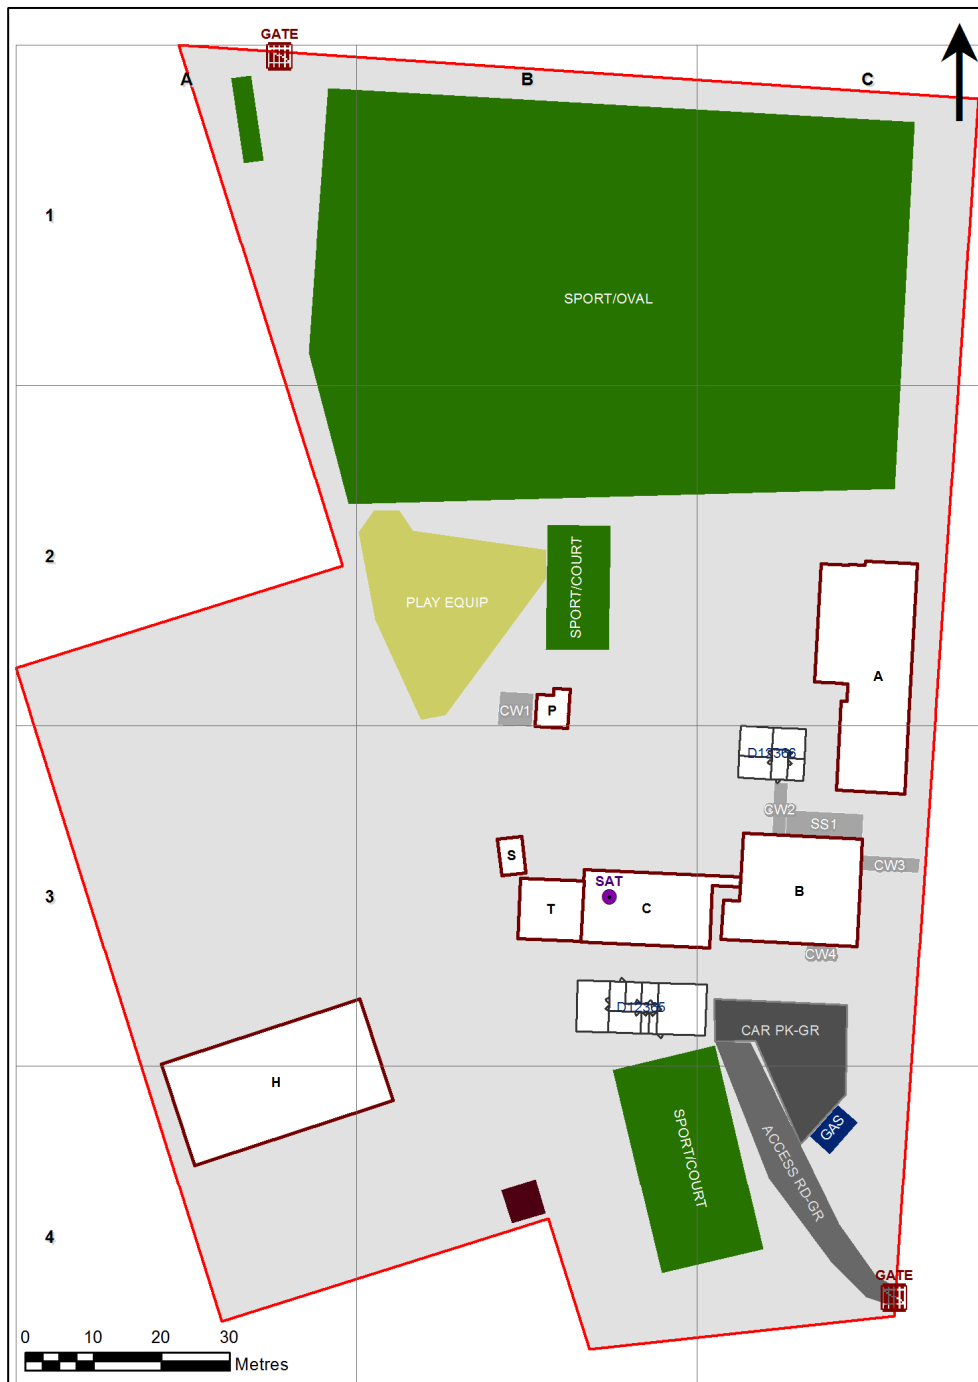 GATE
A B C
1
SPORT/OVAL
2
SPORT/COURT
PLAY EQUIP
A
CW1 P
D13366
CW2
SS1
CW3
S
SAT
3
T C B
CW4
D12365
CAR PK-GR
H
GAS
SPORT/COURT
ACCESS RD-GR
4
GATE
0 10 20 30
Metres